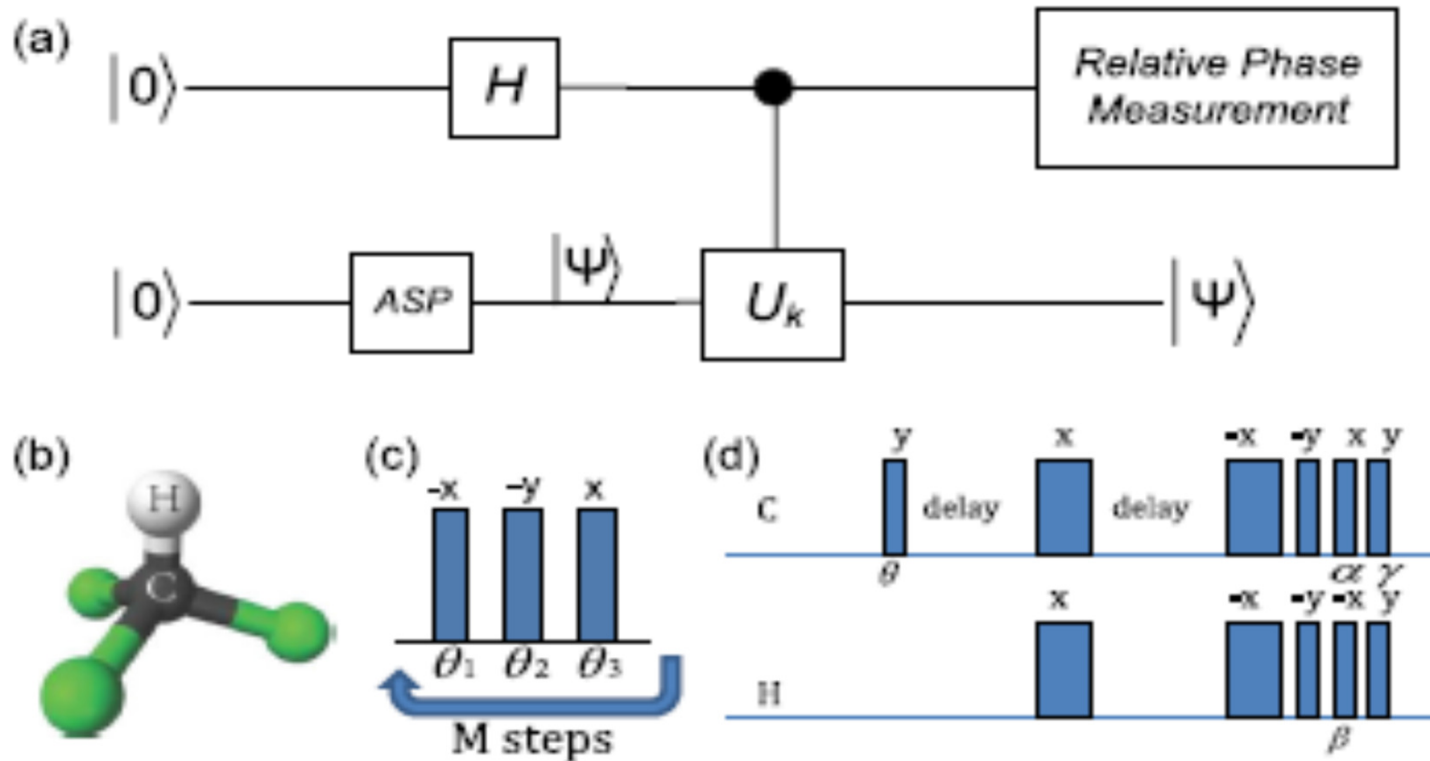 (a)
|0⟩
H
Relative Phase
Measurement
|0⟩
ASP
|Ψ⟩
U_k
|Ψ⟩
(b)
H
C
(c)
-x -y x
θ1 θ2 θ3
M steps
(d)
y x -x -y x y
C delay delay
θ α γ
x -x -y -x y
H
β